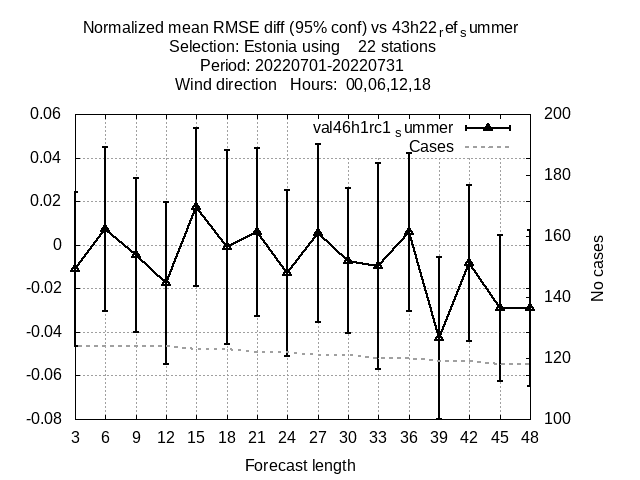 Normalized mean RMSE diff (95% conf) vs 43h22refsummer
Selection: Estonia using 22 stations
Period: 20220701-20220731
Wind direction Hours: 00,06,12,18
0.06 200
val46h1rc1summer
Cases
0.04 180
0.02
0 160
-0.02
-0.04 140
-0.06 120
-0.08 100
No cases
3 6 9 12 15 18 21 24 27 30 33 36 39 42 45 48
Forecast length